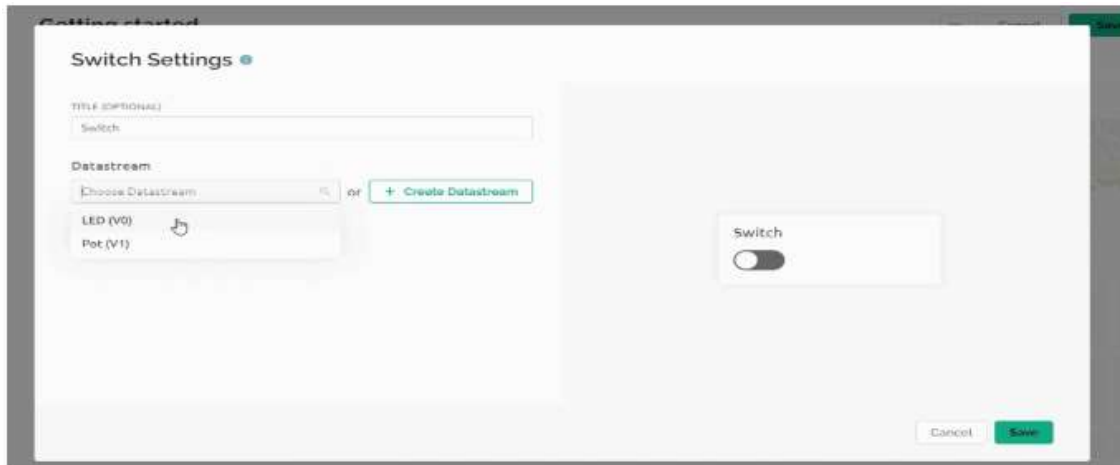 Getting started
Cancel
Save
Switch Settings
TITLE (OPTIONAL)
Switch
Datastream
Choose Datastream
or
+ Create Datastream
LED (V0)
Pot (V1)
Switch
Cancel
Save